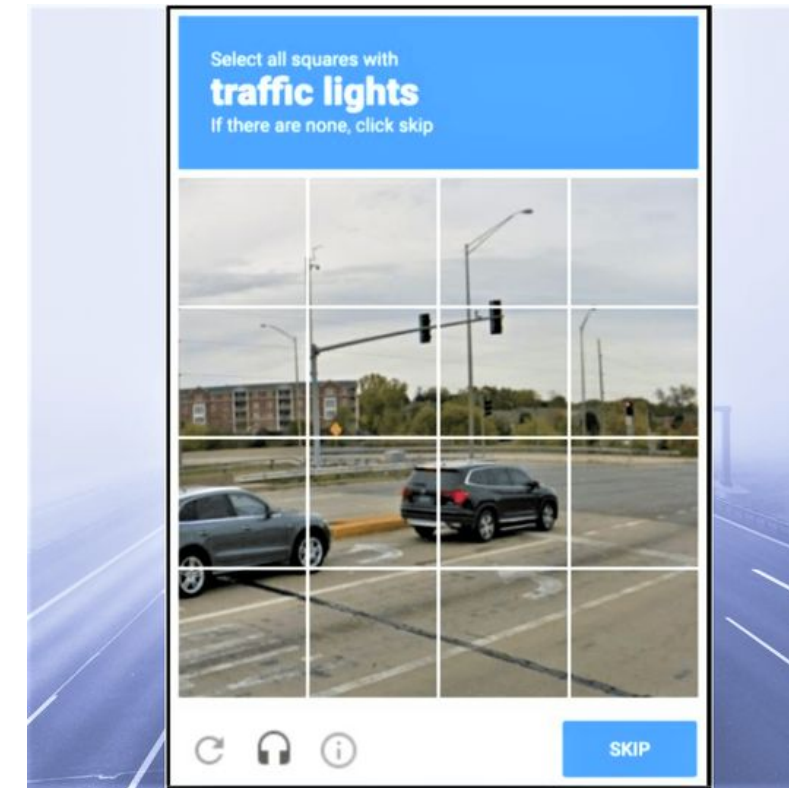 Select all squares with
traffic lights
If there are none, click skip
SKIP